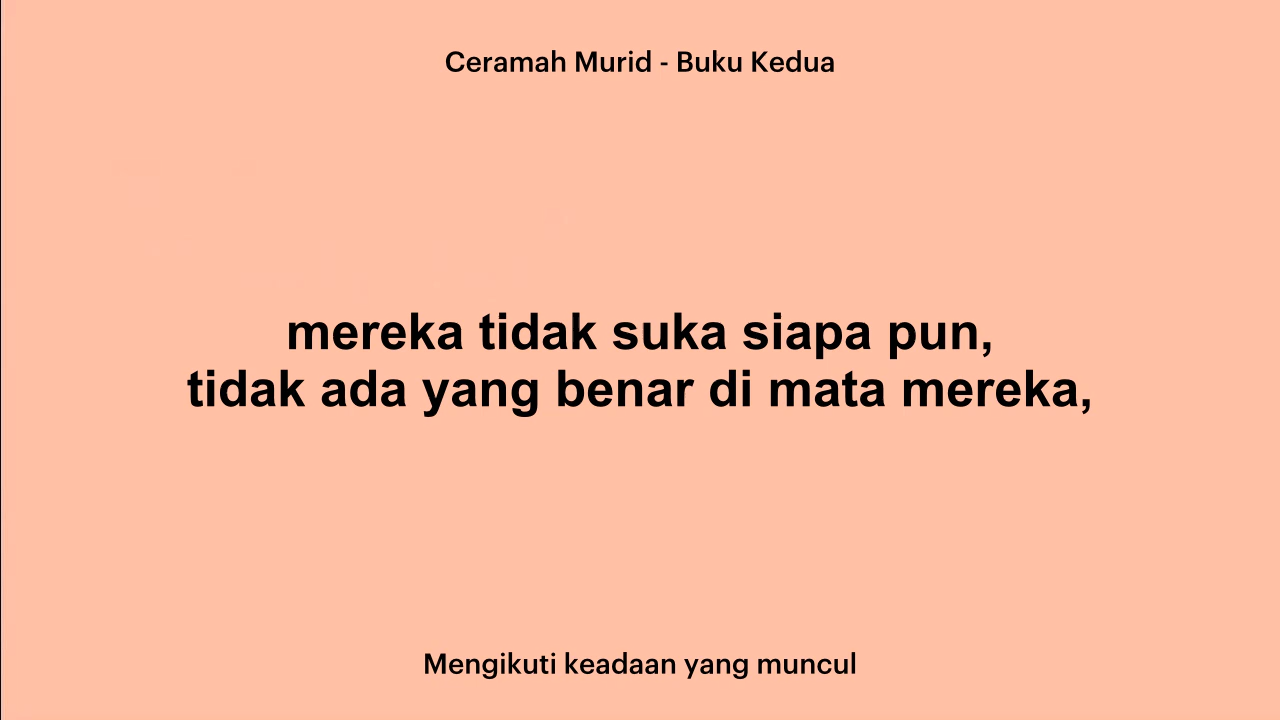 Ceramah Murid - Buku Kedua
mereka tidak suka siapa pun,
tidak ada yang benar di mata mereka,
Mengikuti keadaan yang muncul